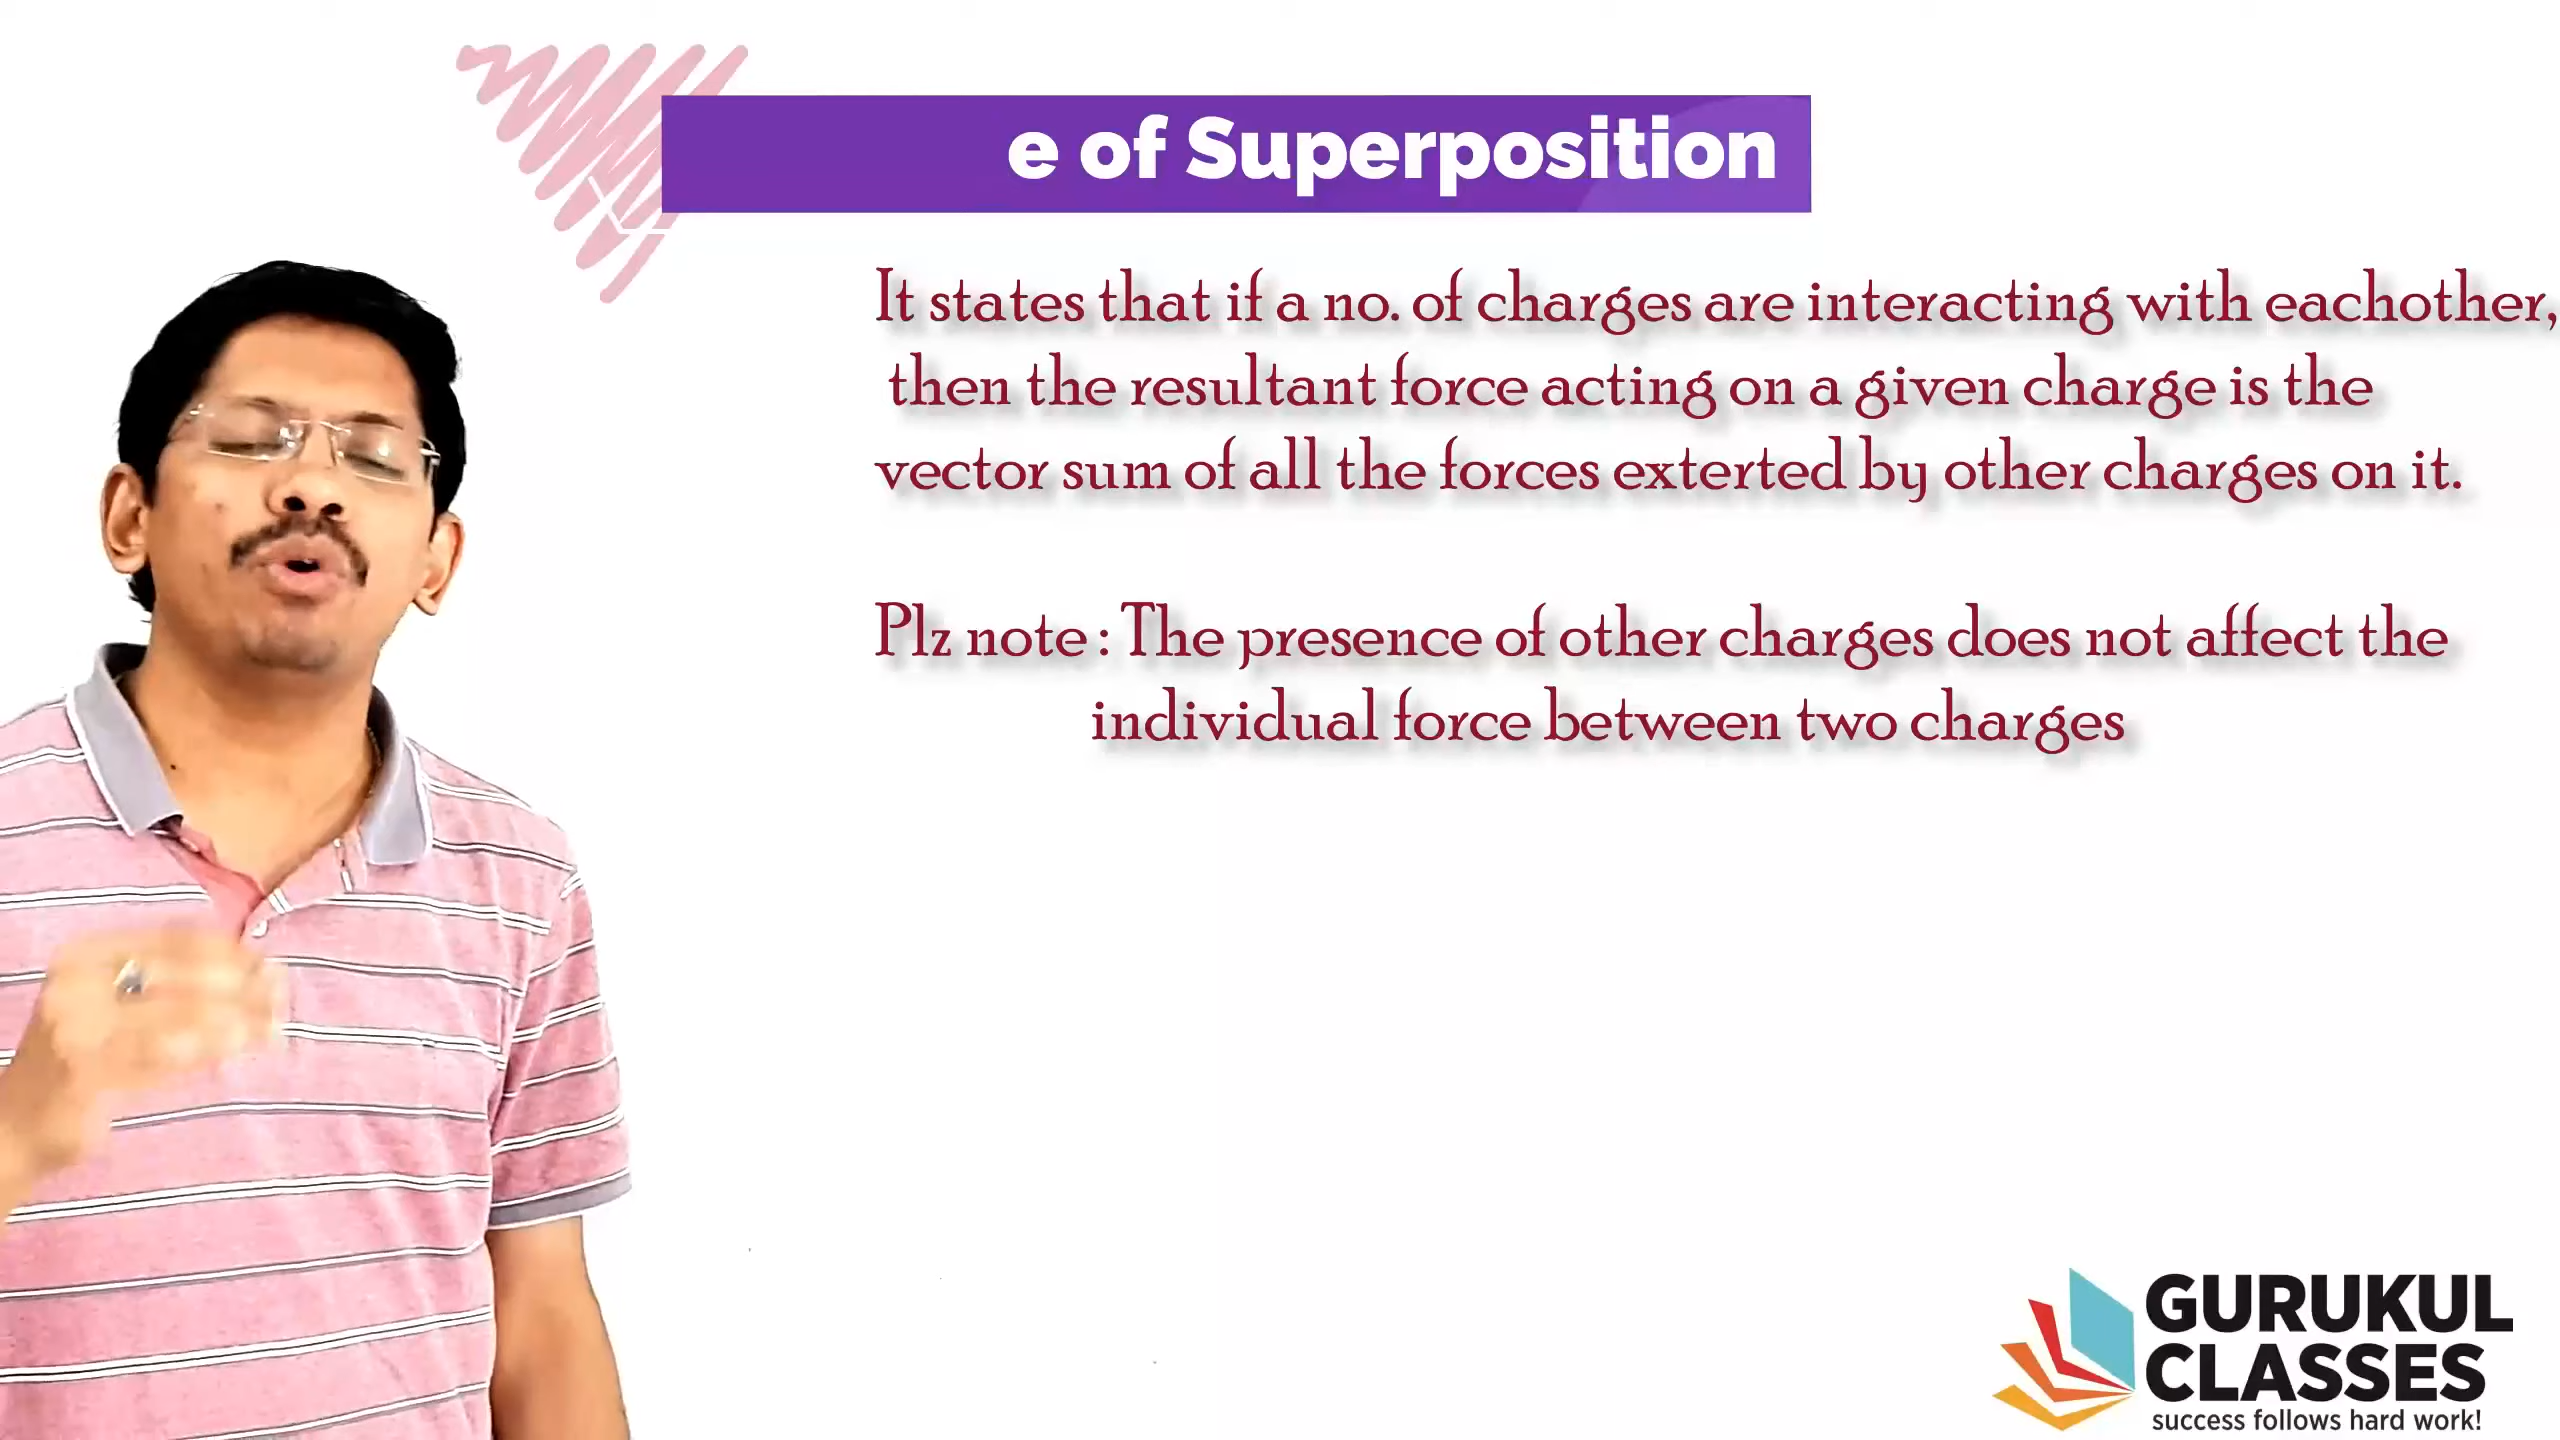 e of Superposition
It states that if a no. of charges are interacting with eachother,
then the resultant force acting on a given charge is the
vector sum of all the forces exterted by other charges on it.
Plz note : The presence of other charges does not affect the
individual force between two charges
GURUKUL
CLASSES
success follows hard work!